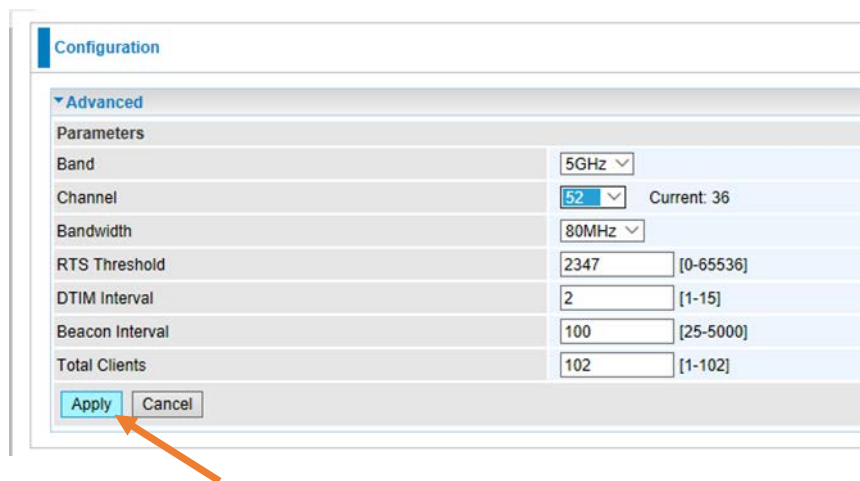 Configuration
Advanced
Parameters
Band 5GHz
Channel 52 Current: 36
Bandwidth 80MHz
RTS Threshold 2347 [0-65536]
DTIM Interval 2 [1-15]
Beacon Interval 100 [25-5000]
Total Clients 102 [1-102]
Apply Cancel